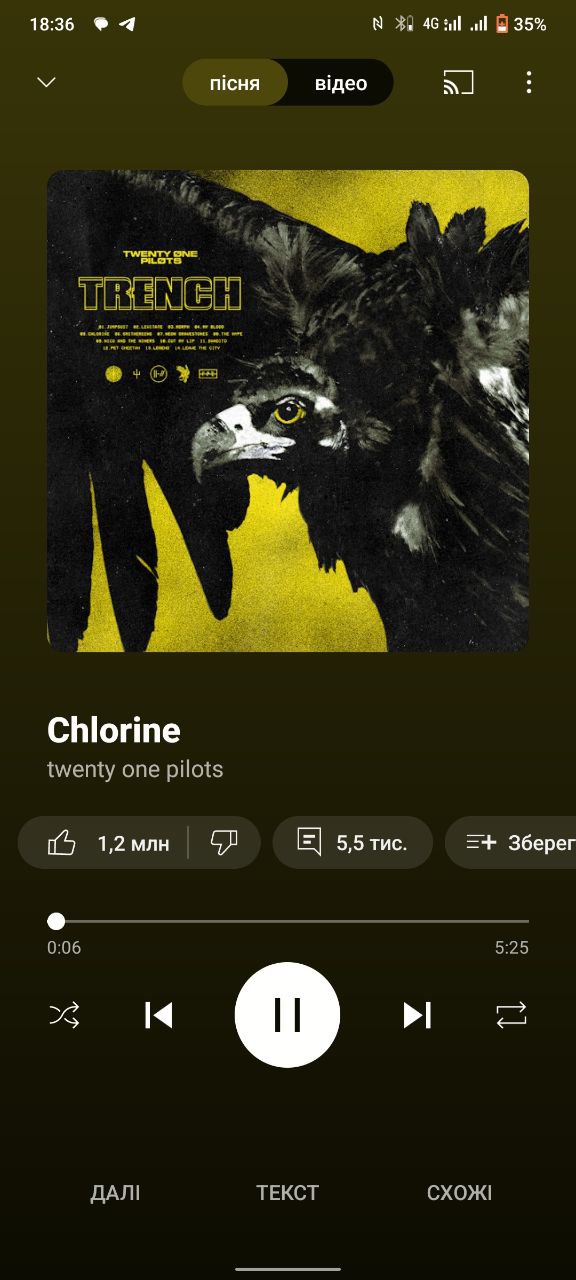 18:36
4G
35%
пісня
відео
TWENTY ØNE
PILØTS
TRENCH
01.JUMPSUIT 02.LEVITATE 03.MORPH 04.MY BLOOD
05.CHLORINE 06.SMITHEREENS 07.NEON GRAVESTONES 08.THE HYPE
09.NICO AND THE NINERS 10.CUT MY LIP 11.BANDITO
12.PET CHEETAH 13.LEGEND 14.LEAVE THE CITY
Chlorine
twenty one pilots
1,2 млн
5,5 тис.
Зберег
0:06
5:25
ДАЛІ
ТЕКСТ
СХОЖІ